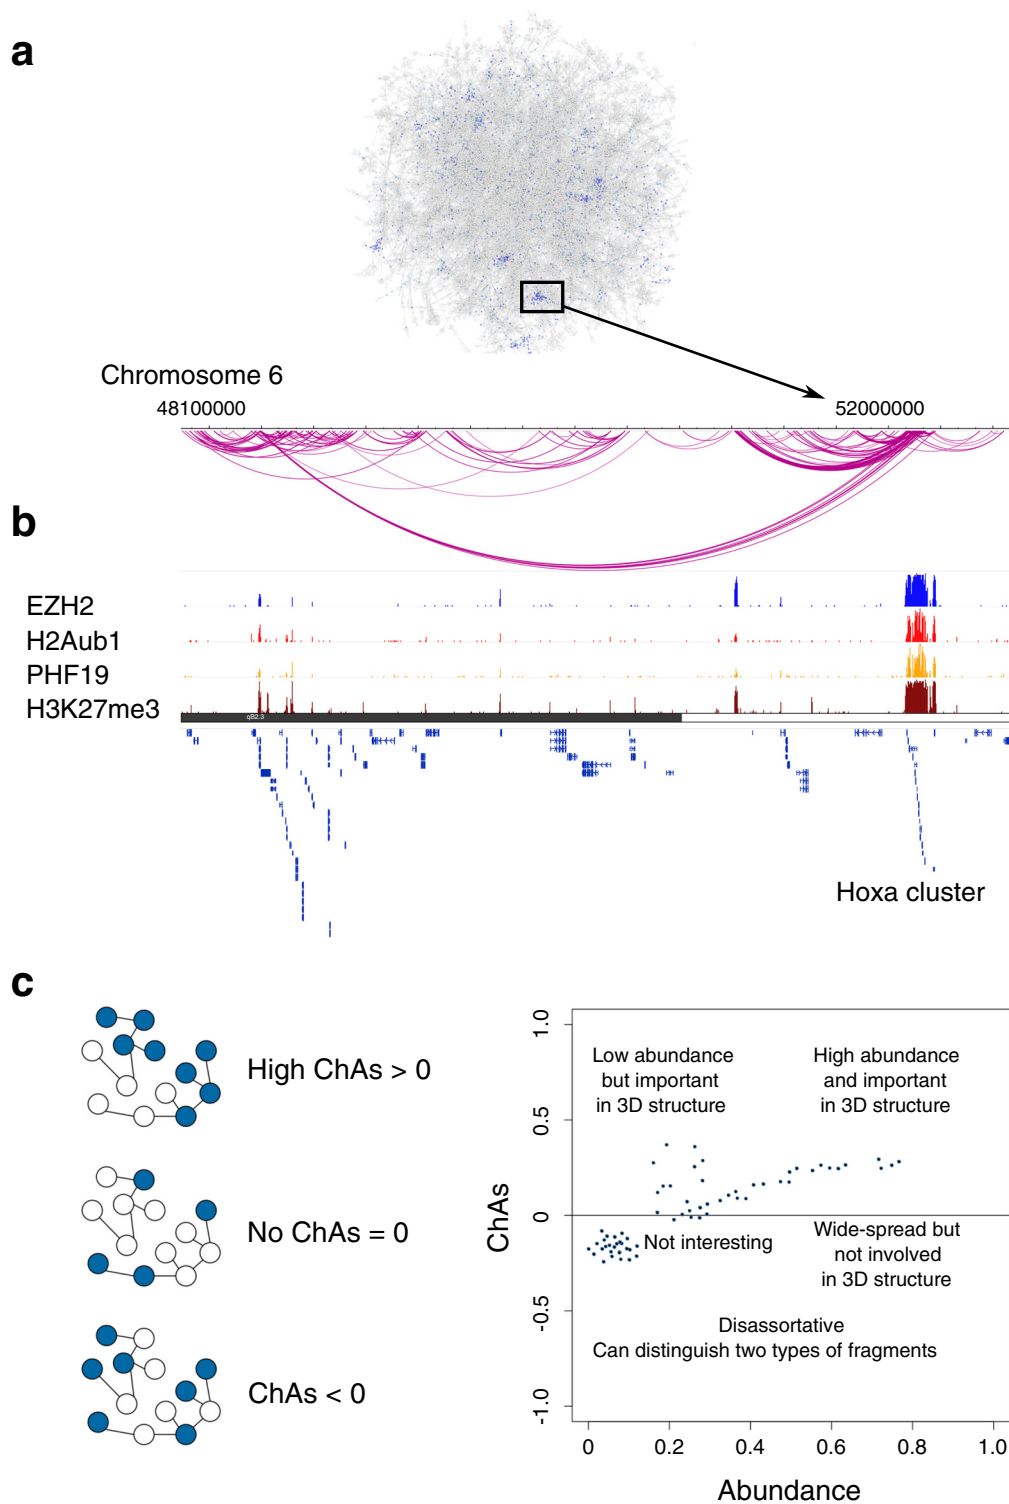 a
Chromosome 6
48100000
52000000
b
EZH2
H2Aub1
PHF19
H3K27me3
qB2.3
Hoxa cluster
c
High ChAs > 0
No ChAs = 0
ChAs < 0
ChAs
1.0
0.5
0
-0.5
-1.0
Low abundance
but important
in 3D structure
High abundance
and important
in 3D structure
Not interesting
Wide-spread but
not involved
in 3D structure
Disassortative
Can distinguish two types of fragments
0
0.2
0.4
0.6
0.8
1.0
Abundance